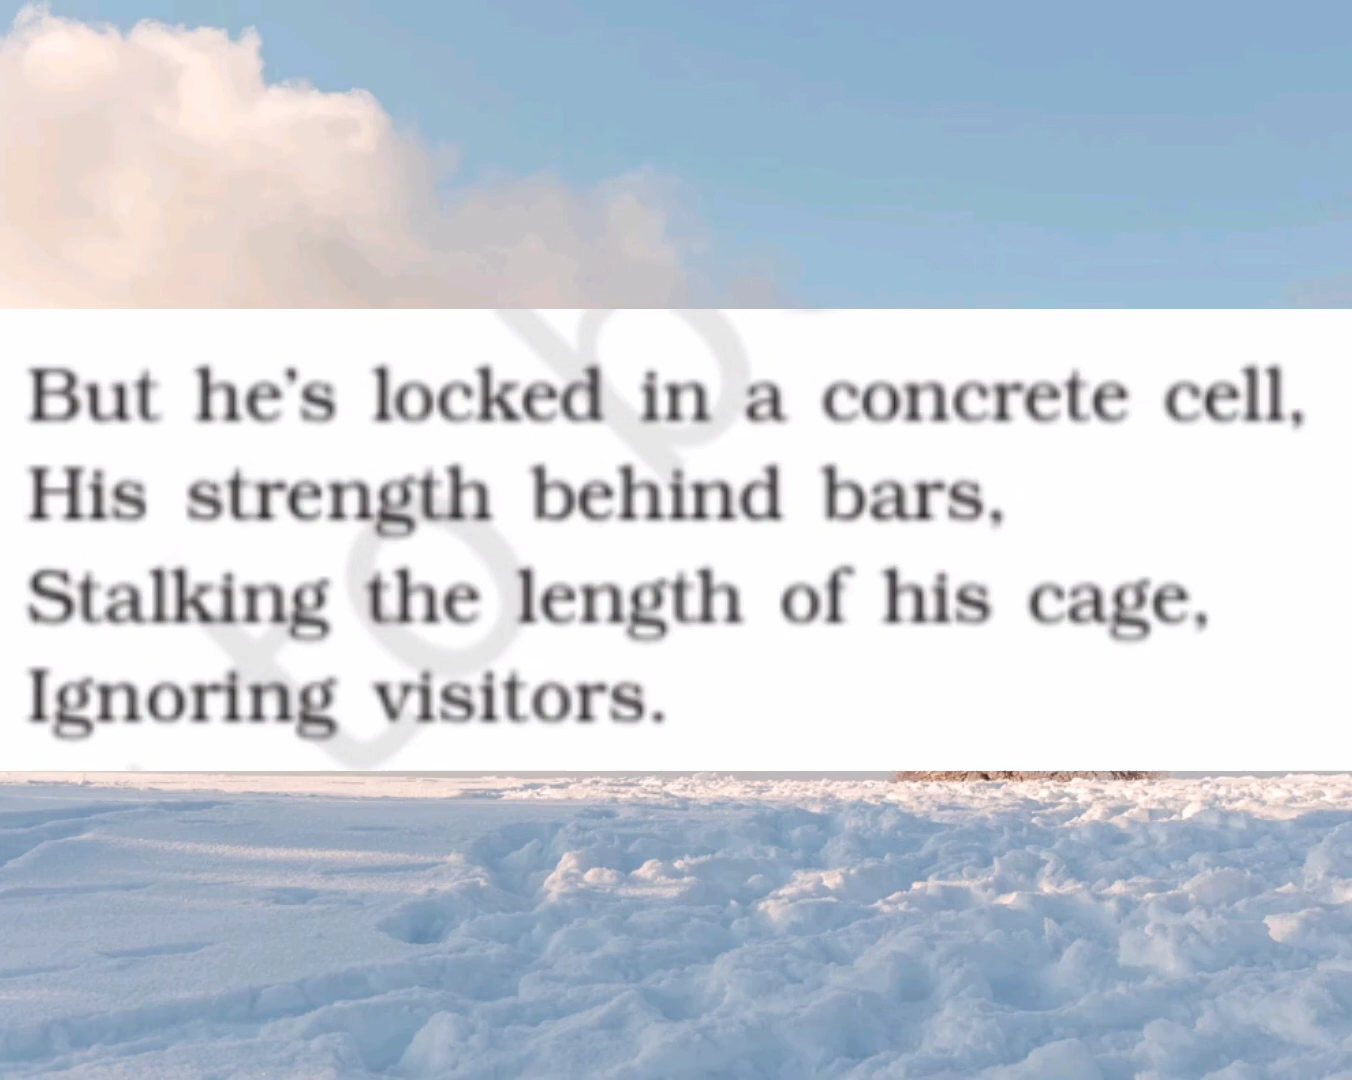 But he's locked in a concrete cell,
His strength behind bars,
Stalking the length of his cage,
Ignoring visitors.